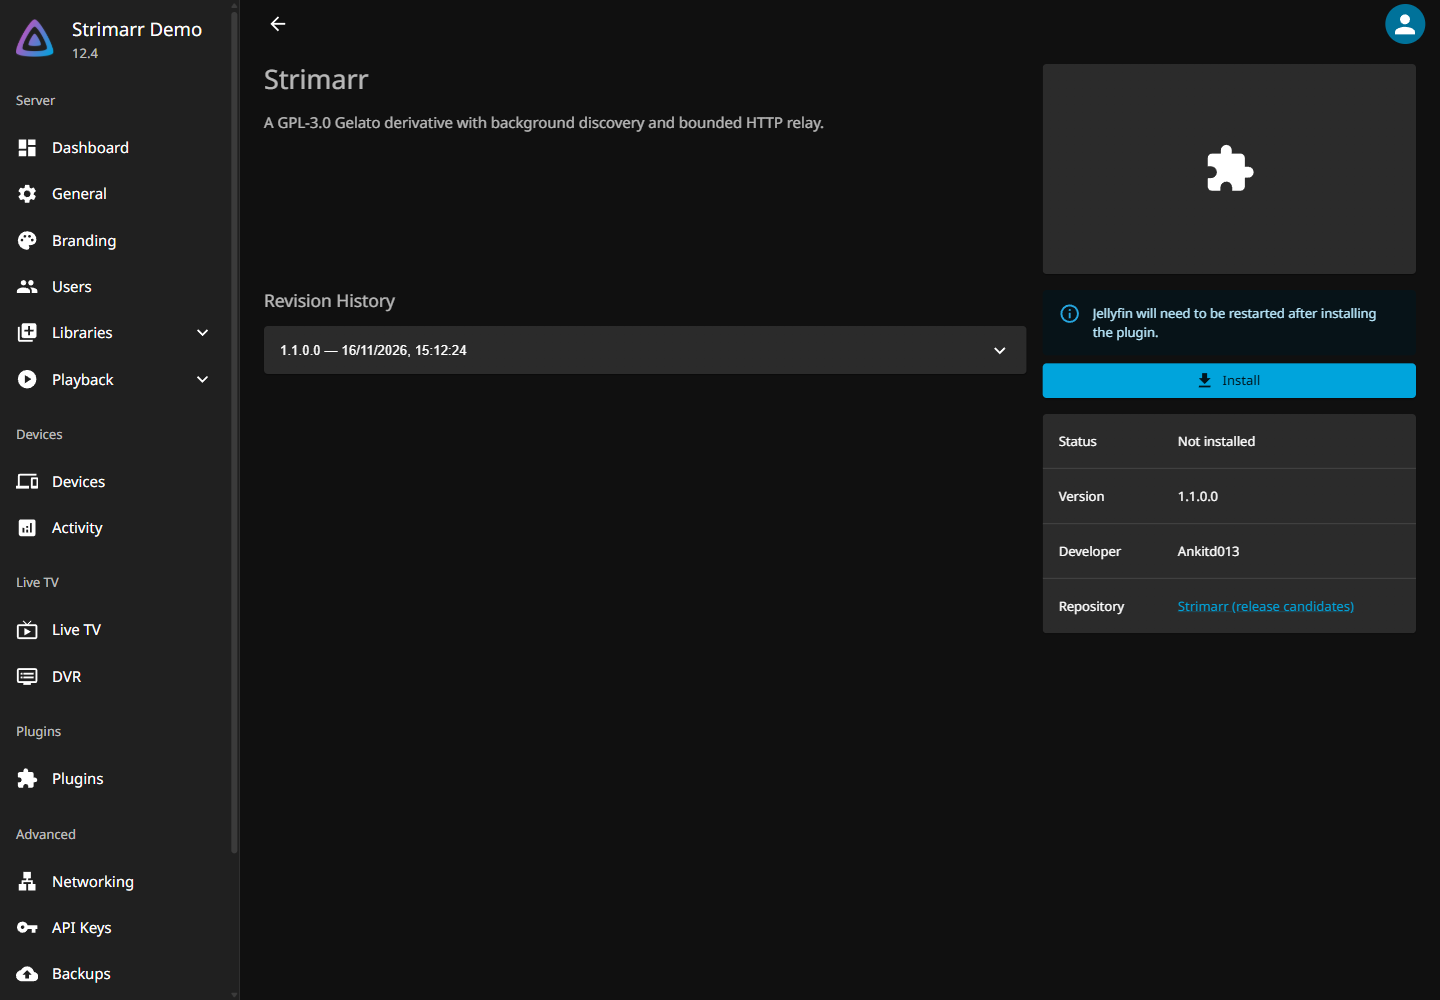 Strimarr Demo
12.4
Server
Dashboard
General
Branding
Users
Libraries
Playback
Devices
Devices
Activity
Live TV
Live TV
DVR
Plugins
Plugins
Advanced
Networking
API Keys
Backups
Strimarr
A GPL-3.0 Gelato derivative with background discovery and bounded HTTP relay.
Revision History
1.1.0.0 — 16/11/2026, 15:12:24
Jellyfin will need to be restarted after installing
the plugin.
Install
Status Not installed
Version 1.1.0.0
Developer Ankitd013
Repository Strimarr (release candidates)